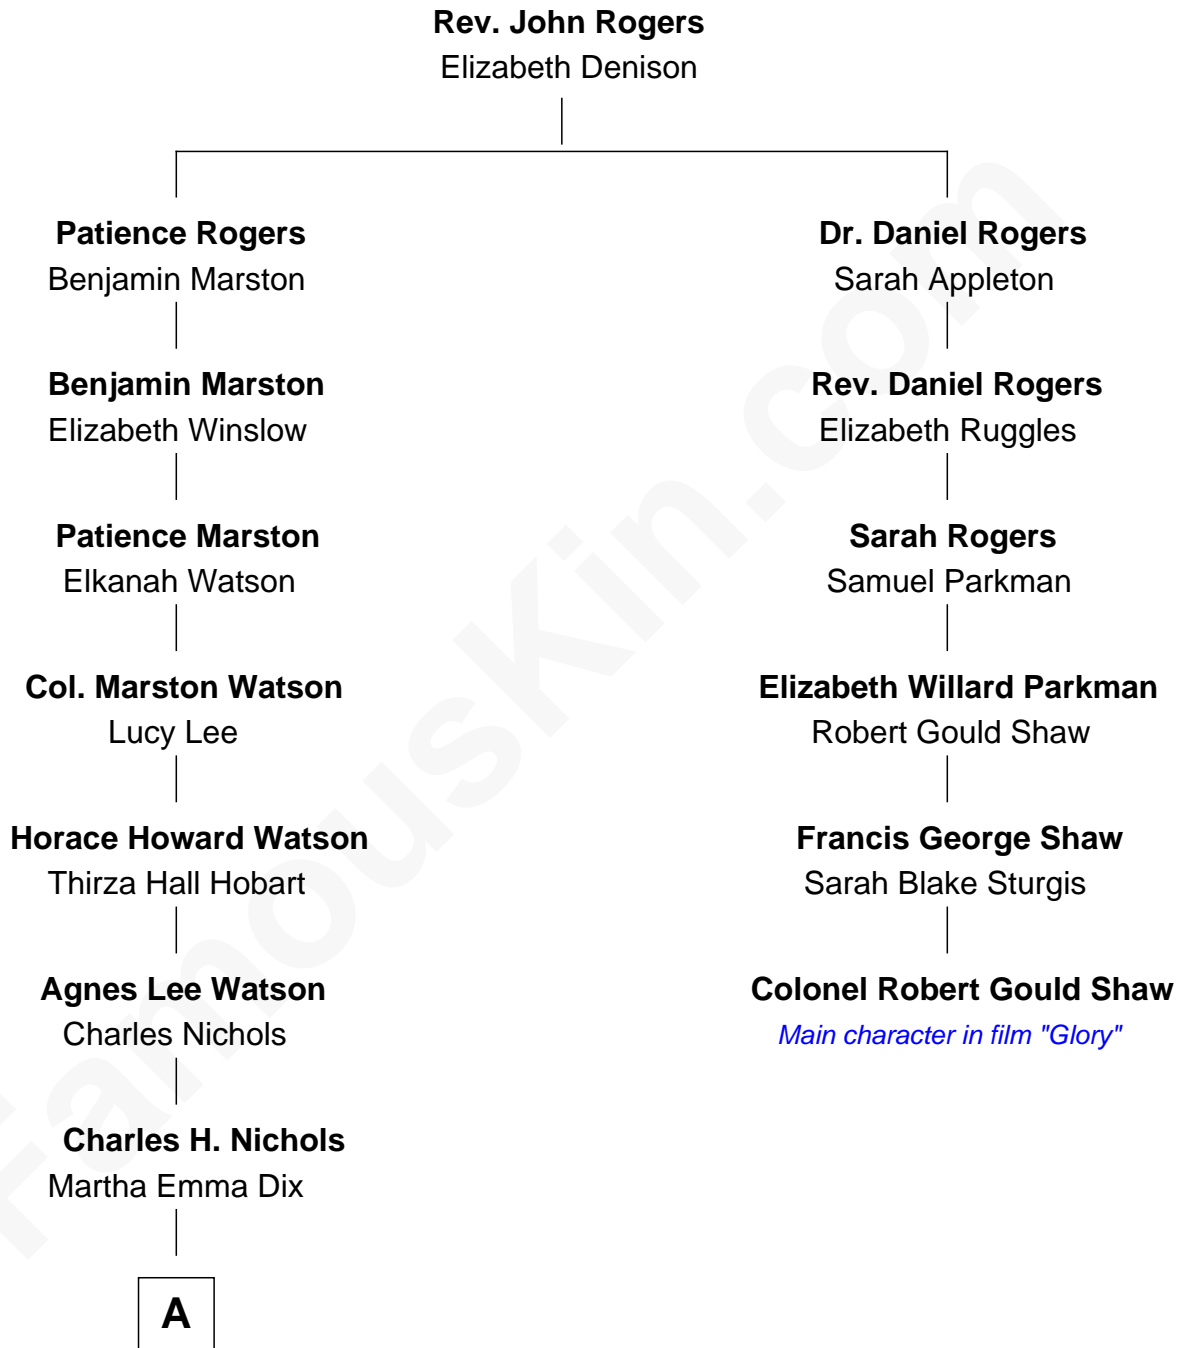 Rev. John Rogers
Elizabeth Denison
Patience Rogers
Benjamin Marston
Dr. Daniel Rogers
Sarah Appleton
Benjamin Marston
Elizabeth Winslow
Rev. Daniel Rogers
Elizabeth Ruggles
Patience Marston
Elkanah Watson
Sarah Rogers
Samuel Parkman
Col. Marston Watson
Lucy Lee
Elizabeth Willard Parkman
Robert Gould Shaw
Horace Howard Watson
Thirza Hall Hobart
Francis George Shaw
Sarah Blake Sturgis
Agnes Lee Watson
Charles Nichols
Colonel Robert Gould Shaw
Main character in film "Glory"
Charles H. Nichols
Martha Emma Dix
A
FamousKin.com